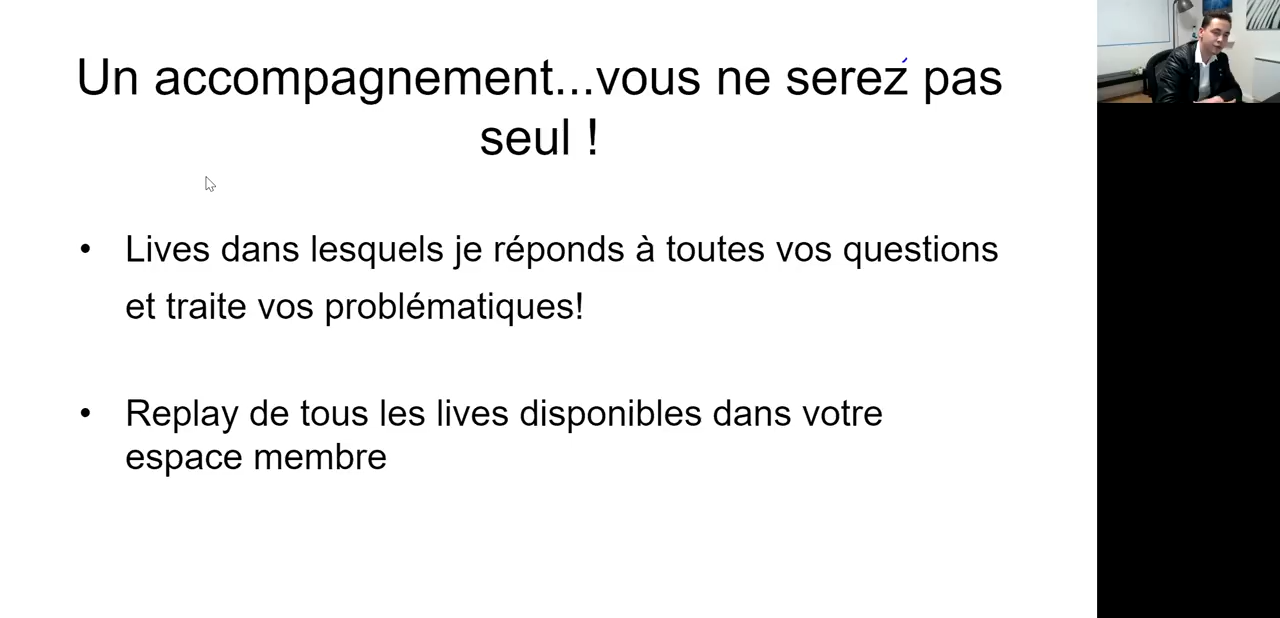 Un accompagnement...vous ne serez pas
seul !
• Lives dans lesquels je réponds à toutes vos questions
et traite vos problématiques!
• Replay de tous les lives disponibles dans votre
espace membre